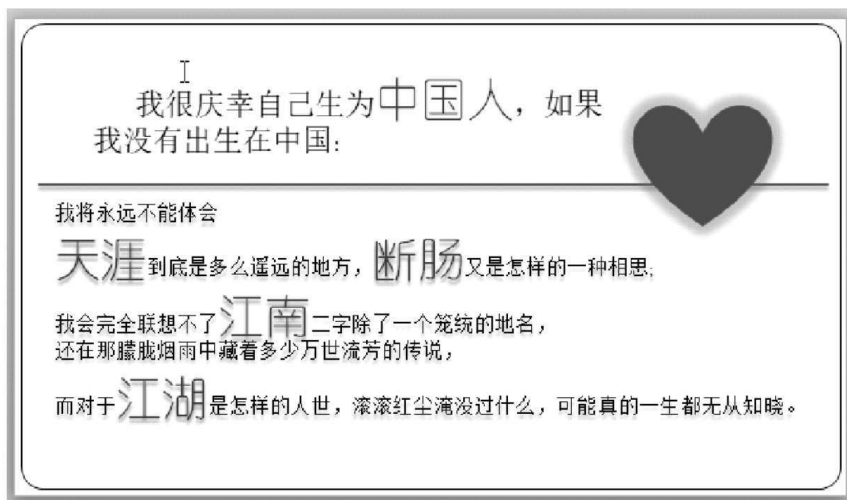 我很庆幸自己生为中国人，如果
我没有出生在中国：
我将永远不能体会
天涯到底是多么遥远的地方，断肠又是怎样的一种相思;
我会完全联想不了江南二字除了一个笼统的地名，
还在那朦胧烟雨中藏着多少万世流芳的传说，
而对于江湖是怎样的人世，滚滚红尘淹没过什么，可能真的一生都无从知晓。